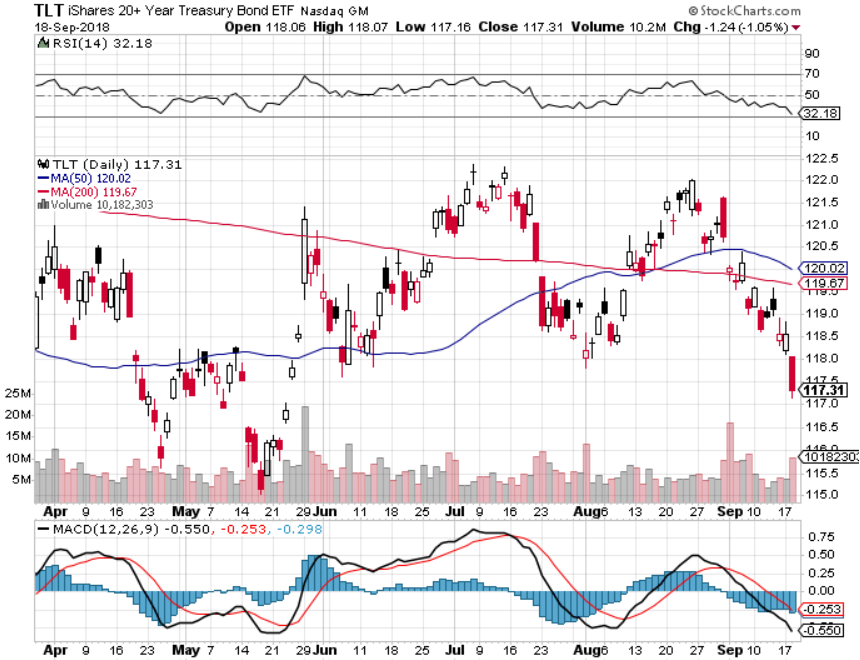 TLT iShares 20+ Year Treasury Bond ETF Nasdaq GM © StockCharts.com
18-Sep-2018 Open 118.06 High 118.07 Low 117.16 Close 117.31 Volume 10.2M Chg -1.24 (-1.05%)
RSI(14) 32.18
90
70
50
32.18
10
TLT (Daily) 117.31
MA(50) 120.02
MA(200) 119.67
Volume 10,182,303
122.5
122.0
121.5
121.0
120.5
120.02
119.67
119.5
119.0
118.5
118.0
117.5
117.31
117.0
116.5
116.0
115.5
115.0
10182303
25M
20M
15M
10M
5M
Apr 9 16 23 May 7 14 21 29 Jun 11 18 25 Jul 9 16 23 Aug 6 13 20 27 Sep 10 17
MACD(12,26,9) -0.550, -0.253, -0.298
0.75
0.50
0.25
0.00
-0.253
-0.550
Apr 9 16 23 May 7 14 21 29 Jun 11 18 25 Jul 9 16 23 Aug 6 13 20 27 Sep 10 17